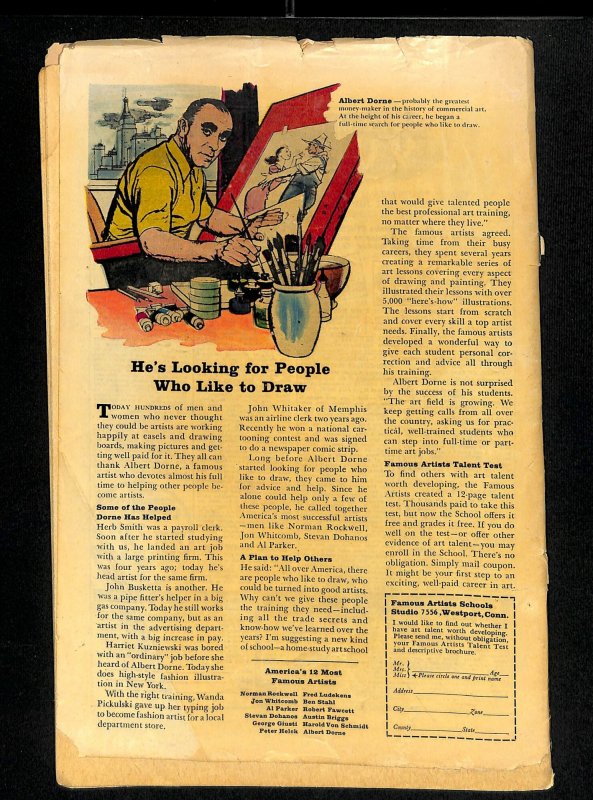 Albert Dorne — probably the greatest
money-maker in the history of commercial art.
At the height of his career, he began a
full-time search for people who like to draw.
He's Looking for People
Who Like to Draw
TODAY HUNDREDS of men and
women who never thought
they could be artists are working
happily at easels and drawing
boards, making pictures and get-
ting well paid for it. They all can
thank Albert Dorne, a famous
artist who devotes almost his full
time to helping other people be-
come artists.
Some of the People
Dorne Has Helped
Herb Smith was a payroll clerk.
Soon after he started studying
with us, he landed an art job
with a large printing firm. This
was four years ago; today he's
head artist for the same firm.
John Busketta is another. He
was a pipe fitter's helper in a big
gas company. Today he still works
for the same company, but as an
artist in the advertising depart-
ment, with a big increase in pay.
Harriet Kuzniewski was bored
with an "ordinary" job before she
heard of Albert Dorne. Today she
does high-style fashion illustra-
tion in New York.
With the right training, Wanda
Pickulski gave up her typing job
to become fashion artist for a local
department store.
John Whitaker of Memphis
was an airline clerk two years ago.
Recently he won a national car-
tooning contest and was signed
to do a newspaper comic strip.
Long before Albert Dorne
started looking for people who
like to draw, they came to him
for advice and help. Since he
alone could help only a few of
these people, he called together
America's most successful artists
—men like Norman Rockwell,
Jon Whitcomb, Stevan Dohanos
and Al Parker.
A Plan to Help Others
He said: "All over America, there
are people who like to draw, who
could be turned into good artists.
Why can't we give these people
the training they need—includ-
ing all the trade secrets and
know-how we've learned over the
years? I'm suggesting a new kind
of school—a home study art school
America's 12 Most
Famous Artists
Norman Rockwell Fred Ludekens
Jon Whitcomb Ben Stahl
Al Parker Robert Fawcett
Stevan Dohanos Austin Briggs
George Giusti Harold Von Schmidt
Peter Helck Albert Dorne
that would give talented people
the best professional art training,
no matter where they live."
The famous artists agreed.
Taking time from their busy
careers, they spent several years
creating a remarkable series of
art lessons covering every aspect
of drawing and painting. They
illustrated their lessons with over
5,000 "here's-how" illustrations.
The lessons start from scratch
and cover every skill a top artist
needs. Finally, the famous artists
developed a wonderful way to
give each student personal cor-
rection and advice all through
his training.
Albert Dorne is not surprised
by the success of his students.
"The art field is growing. We
keep getting calls from all over
the country, asking us for prac-
tical, well-trained students who
can step into full-time or part-
time art jobs."
Famous Artists Talent Test
To find others with art talent
worth developing, the Famous
Artists created a 12-page talent
test. Thousands paid to take this
test, but now the School offers it
free and grades it free. If you do
well on the test—or offer other
evidence of art talent—you may
enroll in the School. There's no
obligation. Simply mail coupon.
It might be your first step to an
exciting, well-paid career in art.
Famous Artists Schools
Studio 7356, Westport, Conn.
I would like to find out whether I
have art talent worth developing.
Please send me, without obligation,
your Famous Artists Talent Test
and descriptive brochure.
Mr.
Mrs. Age
Miss *Please circle one and print name
Address
City Zone
County State